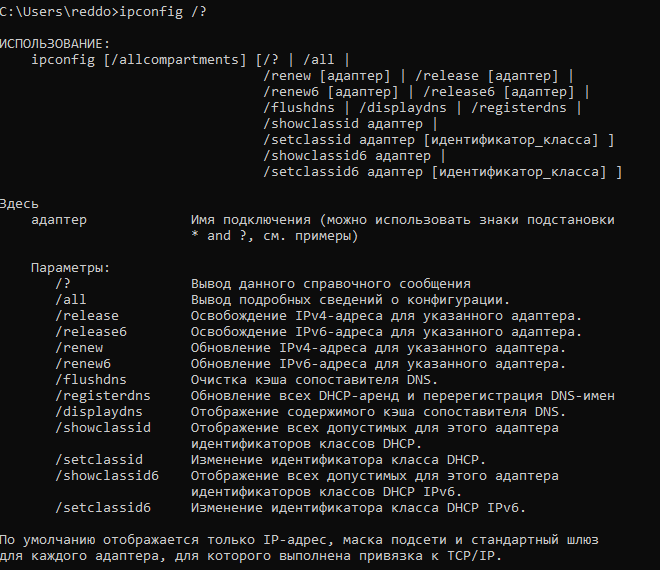 C:\Users\reddo>ipconfig /?
ИСПОЛЬЗОВАНИЕ:
ipconfig [/allcompartments] [/? | /all |
/renew [адаптер] | /release [адаптер] |
/renew6 [адаптер] | /release6 [адаптер] |
/flushdns | /displaydns | /registerdns |
/showclassid адаптер |
/setclassid адаптер [идентификатор_класса] ]
/showclassid6 адаптер |
/setclassid6 адаптер [идентификатор_класса] ]
Здесь
адаптер Имя подключения (можно использовать знаки подстановки
* and ?, см. примеры)
Параметры:
/? Вывод данного справочного сообщения
/all Вывод подробных сведений о конфигурации.
/release Освобождение IPv4-адреса для указанного адаптера.
/release6 Освобождение IPv6-адреса для указанного адаптера.
/renew Обновление IPv4-адреса для указанного адаптера.
/renew6 Обновление IPv6-адреса для указанного адаптера.
/flushdns Очистка кэша сопоставителя DNS.
/registerdns Обновление всех DHCP-аренд и перерегистрация DNS-имен
/displaydns Отображение содержимого кэша сопоставителя DNS.
/showclassid Отображение всех допустимых для этого адаптера
идентификаторов классов DHCP.
/setclassid Изменение идентификатора класса DHCP.
/showclassid6 Отображение всех допустимых для этого адаптера
идентификаторов классов DHCP IPv6.
/setclassid6 Изменение идентификатора класса DHCP IPv6.
По умолчанию отображается только IP-адрес, маска подсети и стандартный шлюз
для каждого адаптера, для которого выполнена привязка к TCP/IP.